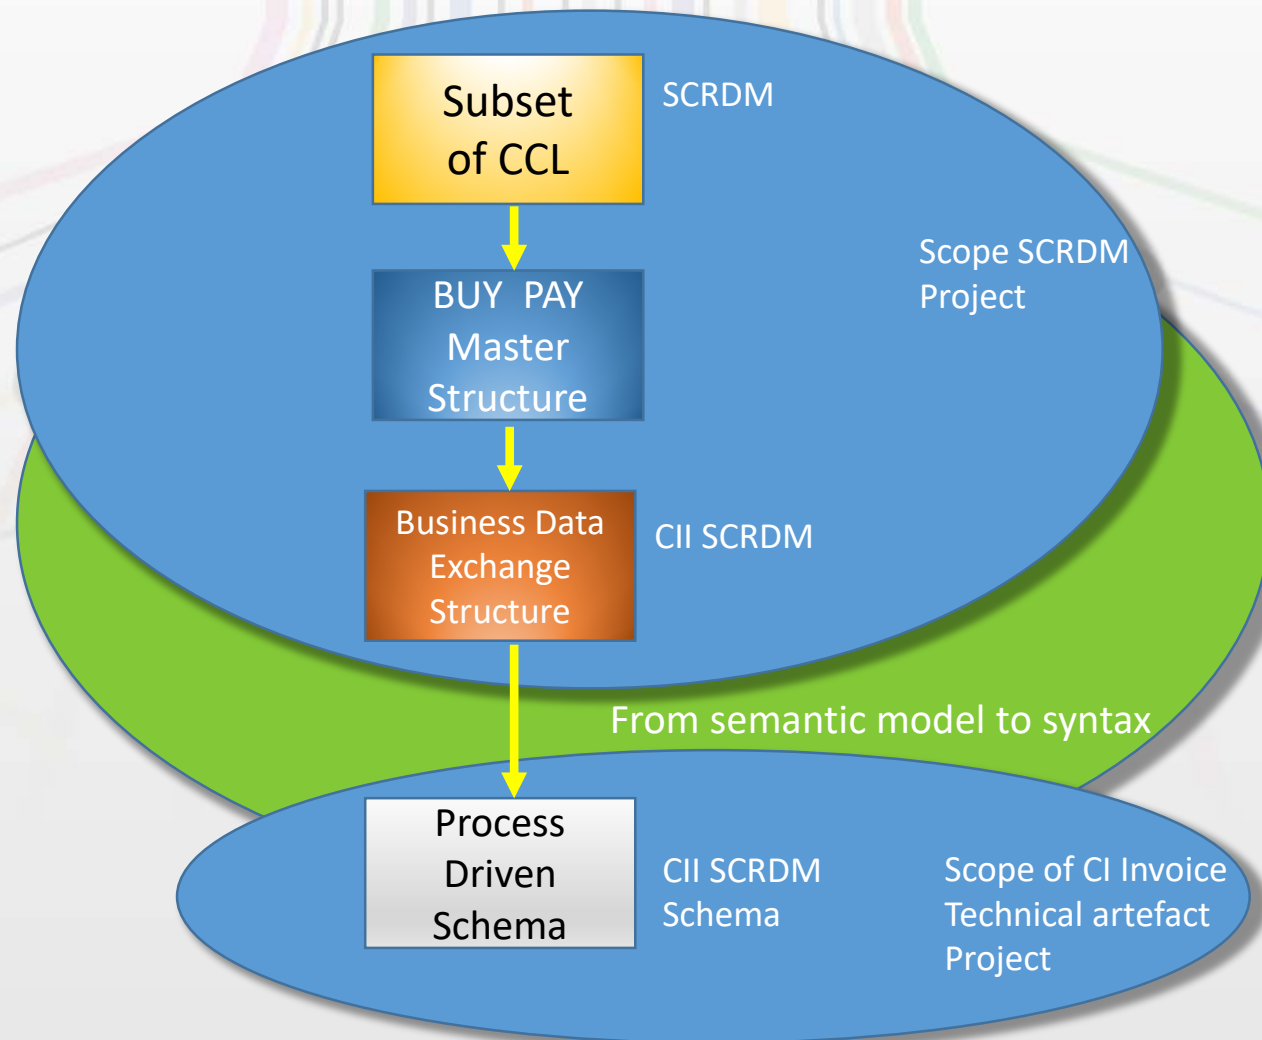 Subset
of CCL
SCRDM
Scope SCRDM
Project
BUY  PAY
Master
Structure
Business Data
Exchange
Structure
CII SCRDM
From semantic model to syntax
Process
Driven
Schema
CII SCRDM
Schema
Scope of CI Invoice
Technical artefact
Project